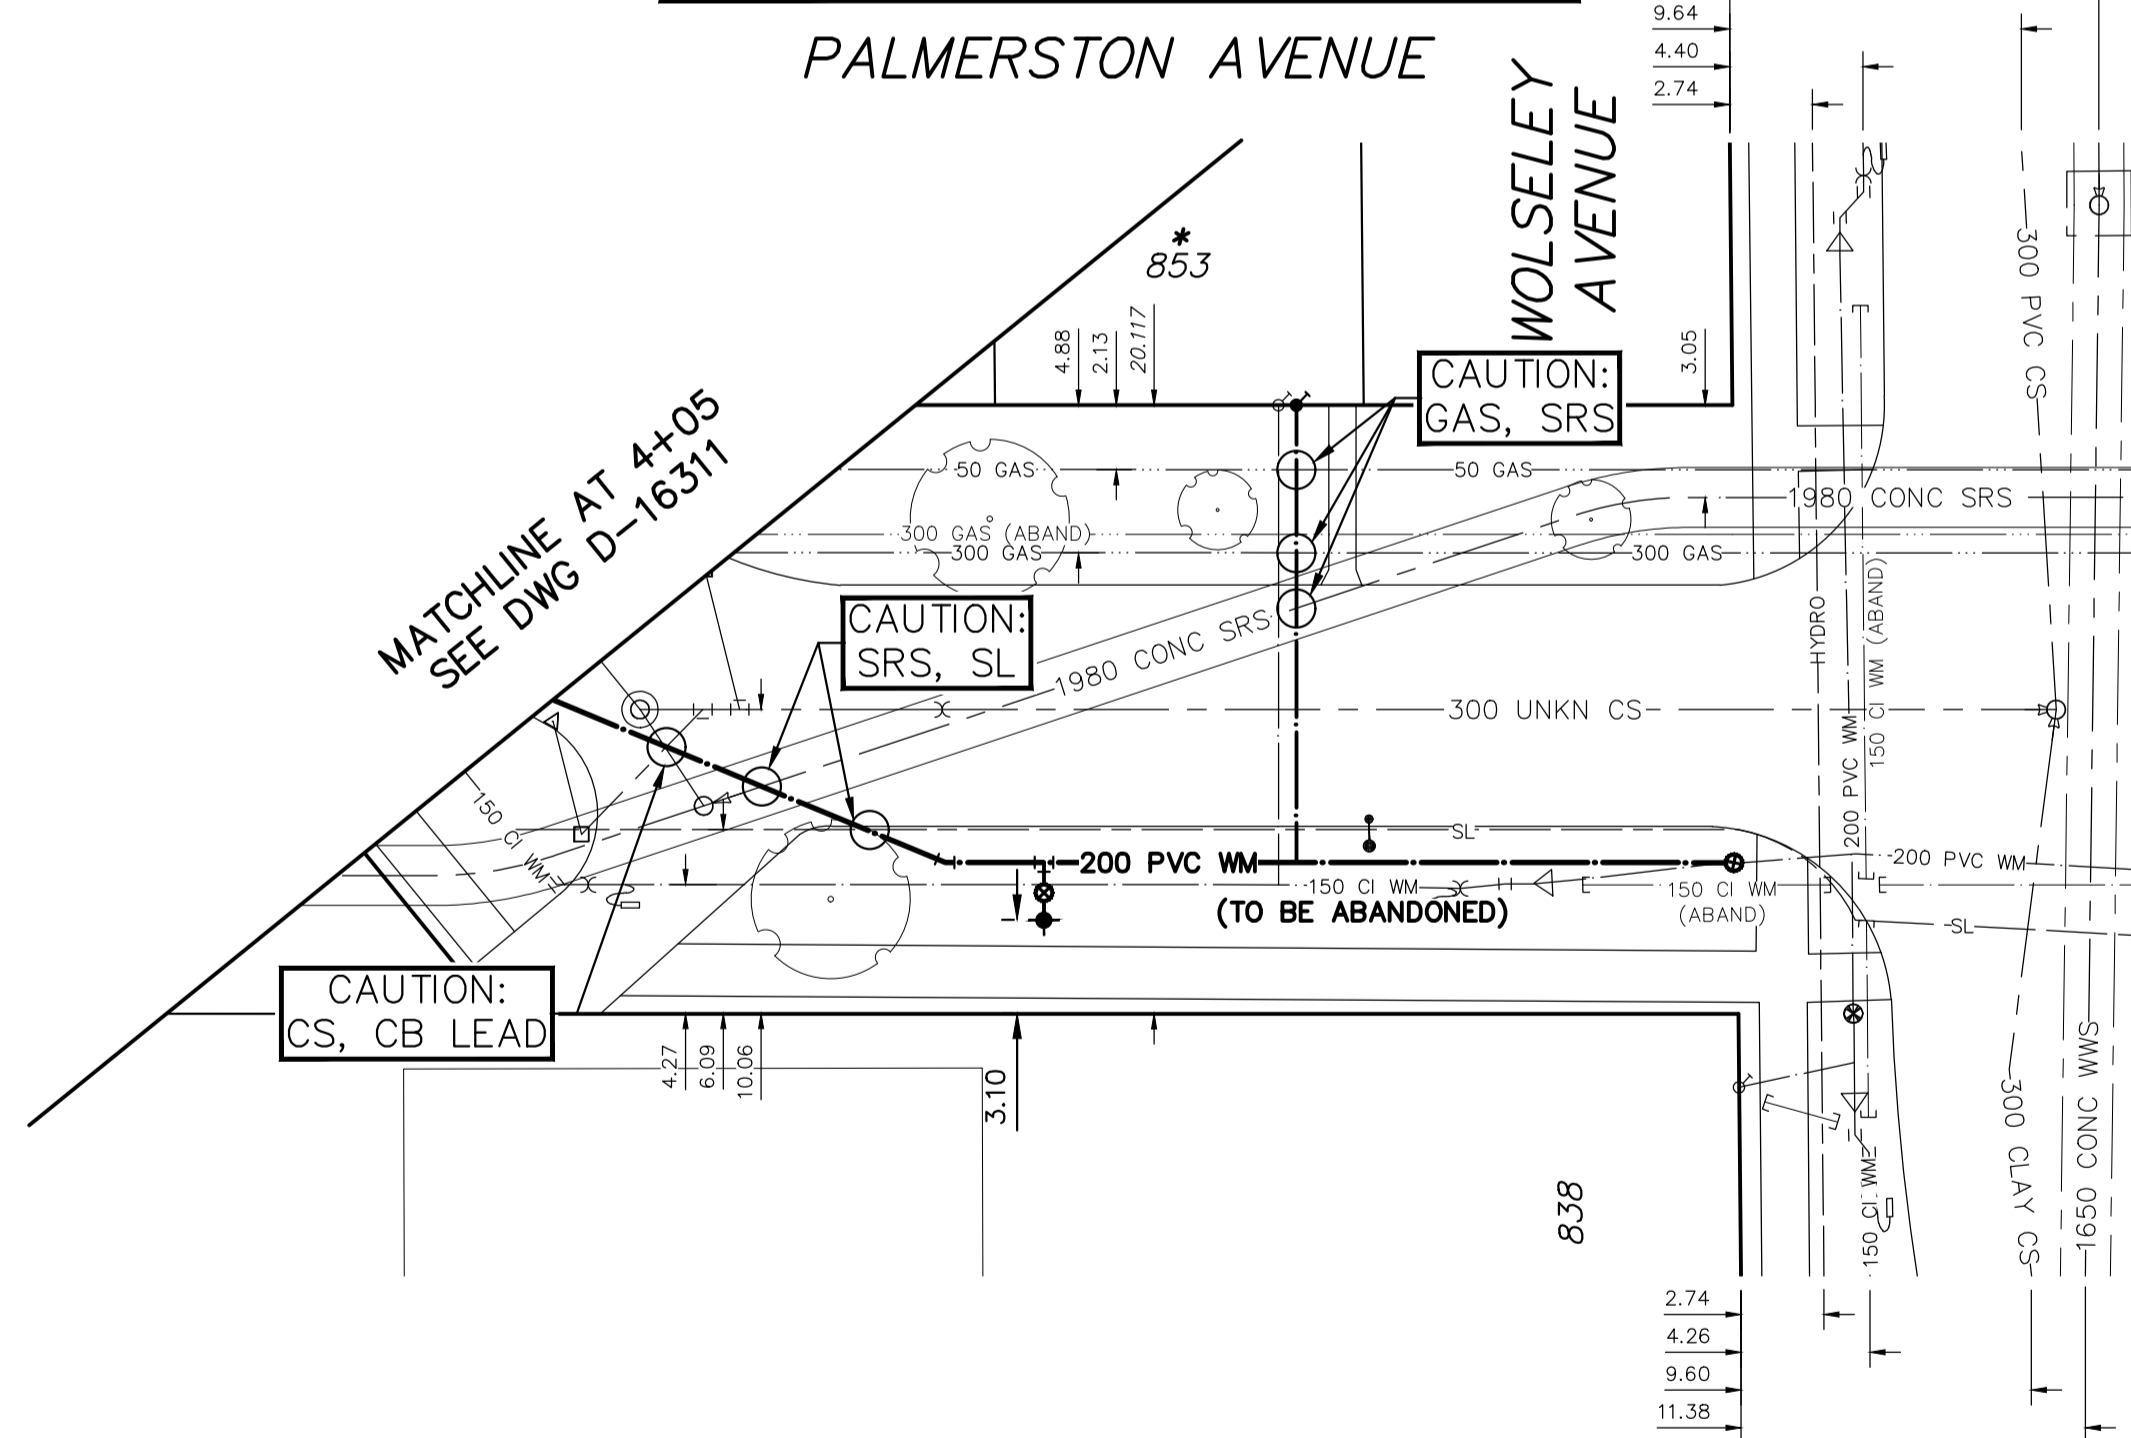 PALMERSTON AVENUE
WOLSELEY
AVENUE
9.64
4.40
2.74
*
853
4.88
2.13
20.117
3.05
CAUTION:
GAS, SRS
MATCHLINE AT 4+05
SEE DWG D-16311
50 GAS
50 GAS
1980 CONC SRS
300 GAS (ABAND)
300 GAS
300 GAS
300 PVC CS
CAUTION:
SRS, SL
1980 CONC SRS
300 UNKN CS
HYDRO
200 PVC WM
150 CI WM (ABAND)
150 CI WM
SL
200 PVC WM
200 PVC WM
150 CI WM
(TO BE ABANDONED)
150 CI WM
(ABAND)
SL
CAUTION:
CS, CB LEAD
4.27
6.09
10.06
3.10
838
150 CI WM
300 CLAY CS
1650 CONC WWS
2.74
4.26
9.60
11.38